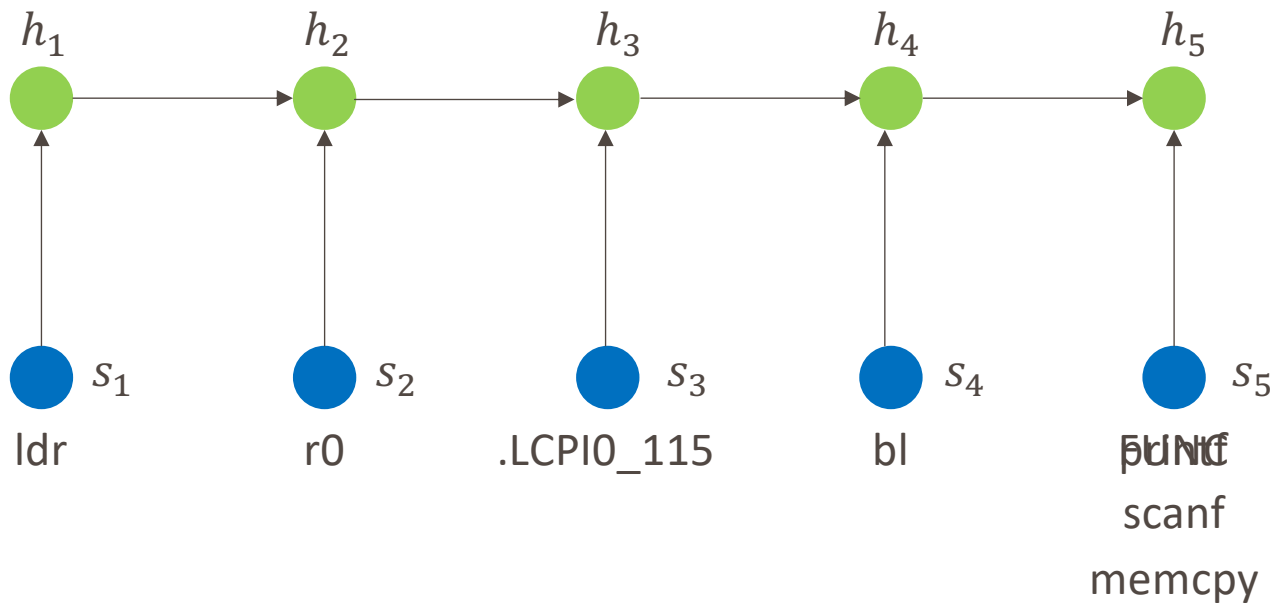 h₁ h₂ h₃ h₄ h₅
s₁ s₂ s₃ s₄ s₅
ldr r0 .LCPI0_115 bl
scanf
memcpy